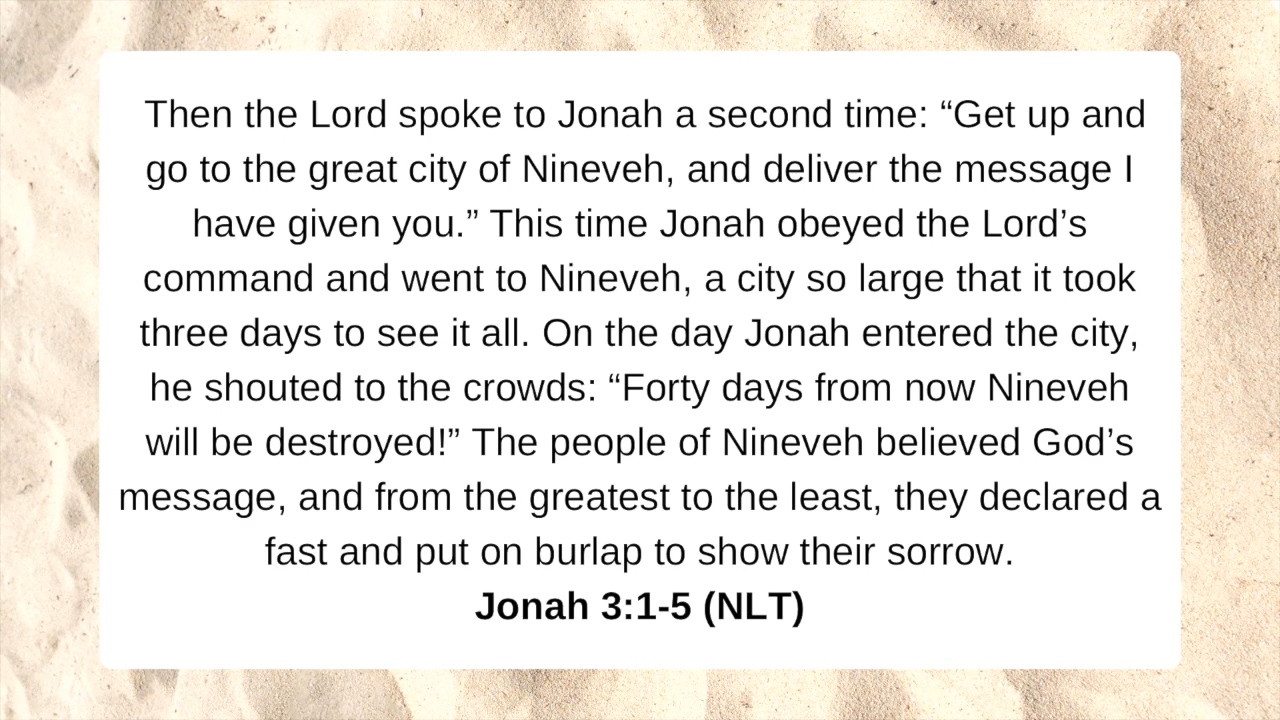 Then the Lord spoke to Jonah a second time: “Get up and
go to the great city of Nineveh, and deliver the message I
have given you.” This time Jonah obeyed the Lord’s
command and went to Nineveh, a city so large that it took
three days to see it all. On the day Jonah entered the city,
he shouted to the crowds: “Forty days from now Nineveh
will be destroyed!” The people of Nineveh believed God’s
message, and from the greatest to the least, they declared a
fast and put on burlap to show their sorrow.
Jonah 3:1-5 (NLT)